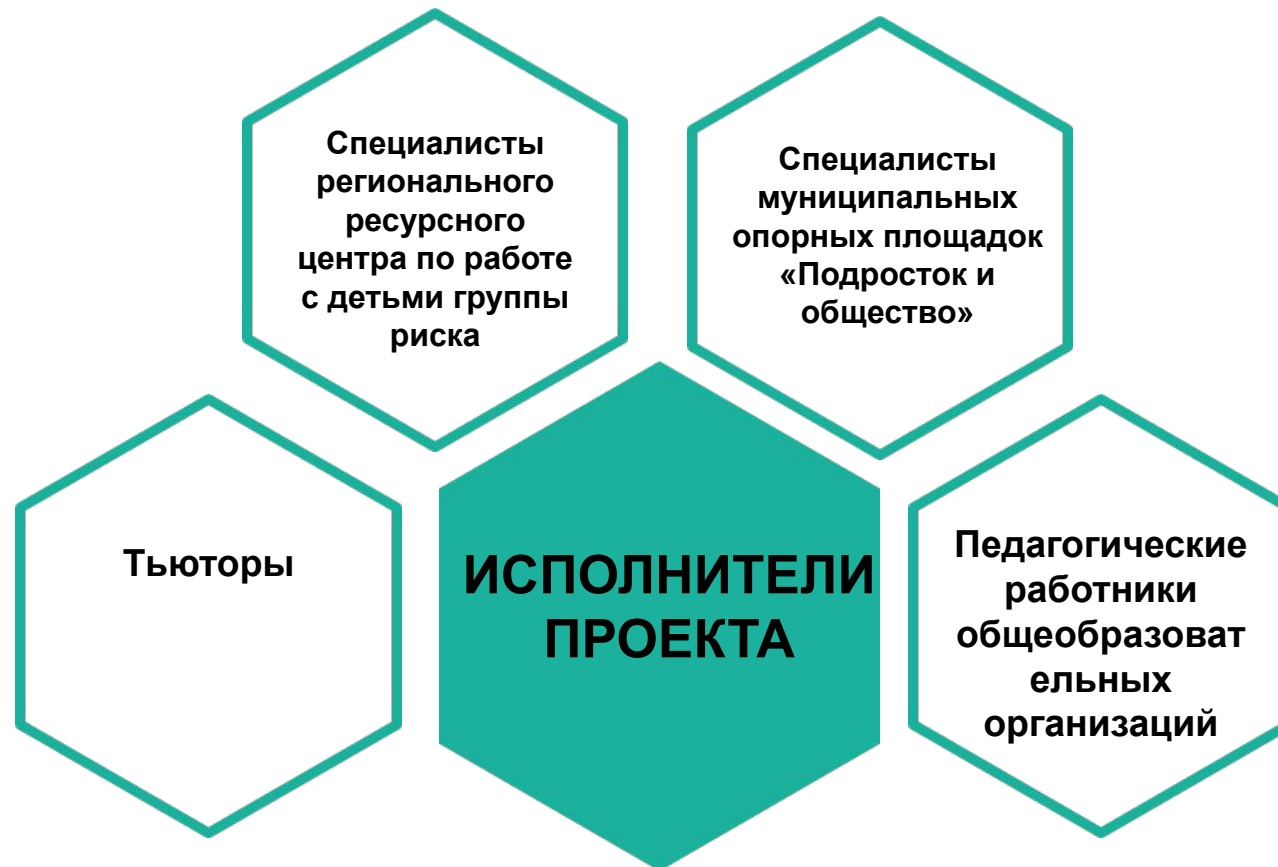 Специалисты
регионального
ресурсного
центра по работе
с детьми группы
риска
Специалисты
муниципальных
опорных площадок
«Подросток и
общество»
Тьюторы
ИСПОЛНИТЕЛИ
ПРОЕКТА
Педагогические
работники
общеобразоват
ельных
организаций